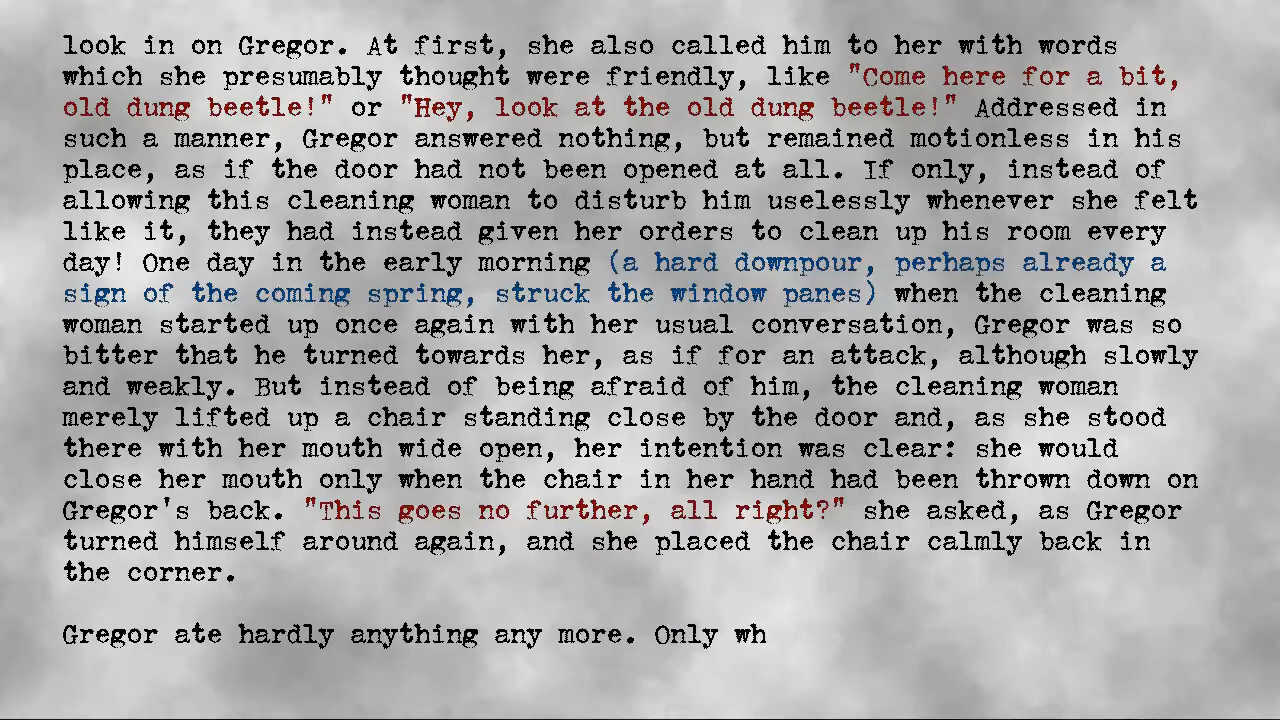 look in on Gregor. At first, she also called him to her with words
which she presumably thought were friendly, like "Come here for a bit,
old dung beetle!" or "Hey, look at the old dung beetle!" Addressed in
such a manner, Gregor answered nothing, but remained motionless in his
place, as if the door had not been opened at all. If only, instead of
allowing this cleaning woman to disturb him uselessly whenever she felt
like it, they had instead given her orders to clean up his room every
day! One day in the early morning (a hard downpour, perhaps already a
sign of the coming spring, struck the window panes) when the cleaning
woman started up once again with her usual conversation, Gregor was so
bitter that he turned towards her, as if for an attack, although slowly
and weakly. But instead of being afraid of him, the cleaning woman
merely lifted up a chair standing close by the door and, as she stood
there with her mouth wide open, her intention was clear: she would
close her mouth only when the chair in her hand had been thrown down on
Gregor's back. "This goes no further, all right?" she asked, as Gregor
turned himself around again, and she placed the chair calmly back in
the corner.
Gregor ate hardly anything any more. Only wh